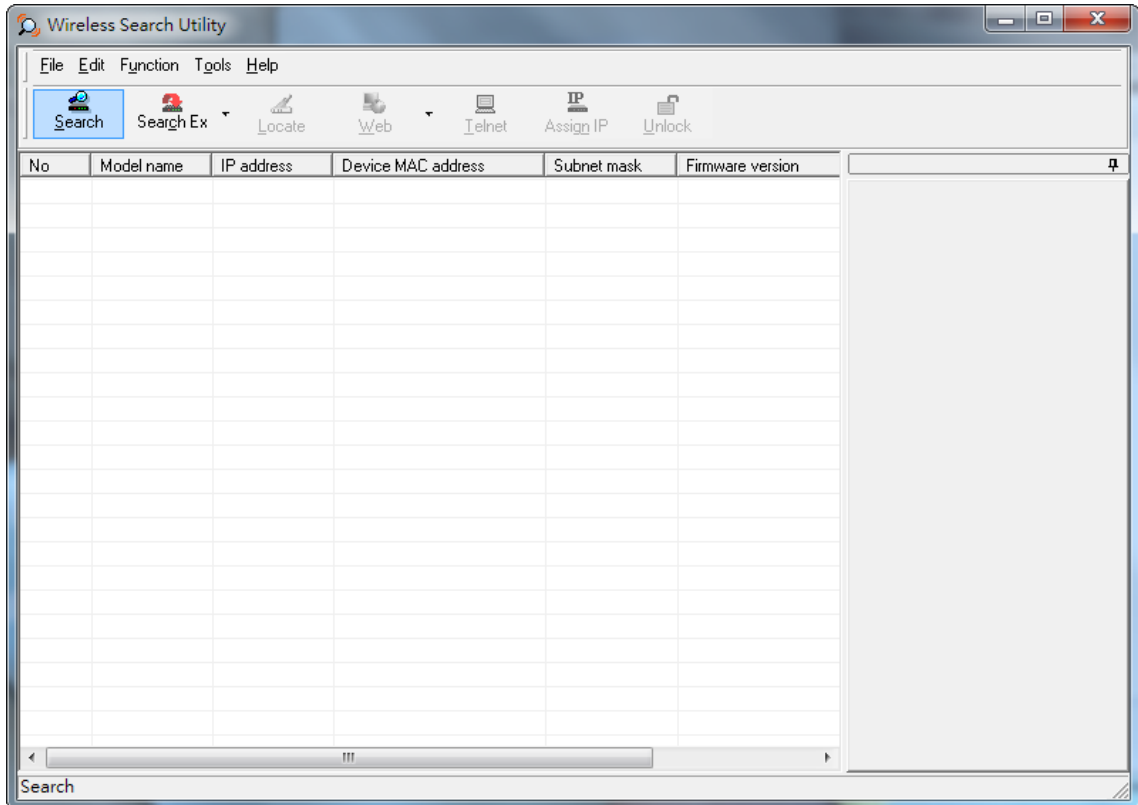 Wireless Search Utility
File Edit Function Tools Help
Search Search Ex Locate Web Telnet Assign IP Unlock
No Model name IP address Device MAC address Subnet mask Firmware version
Search